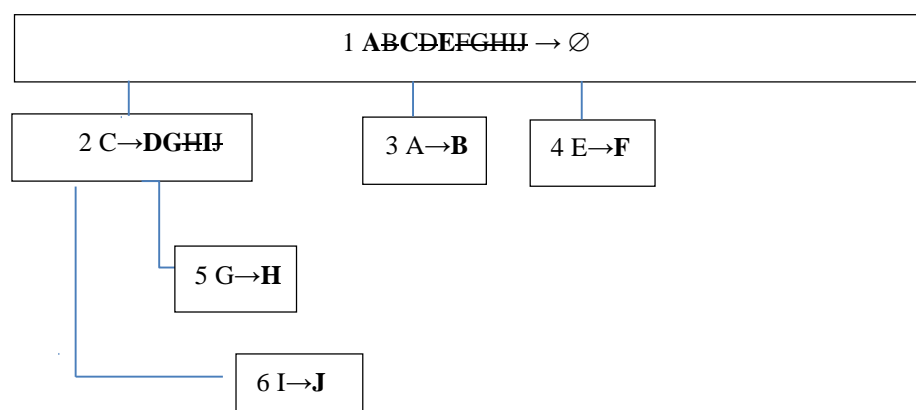 1 ABCDEFGHIJ → ∅
2 C→DGHIJ
3 A→B
4 E→F
5 G→H
6 I→J